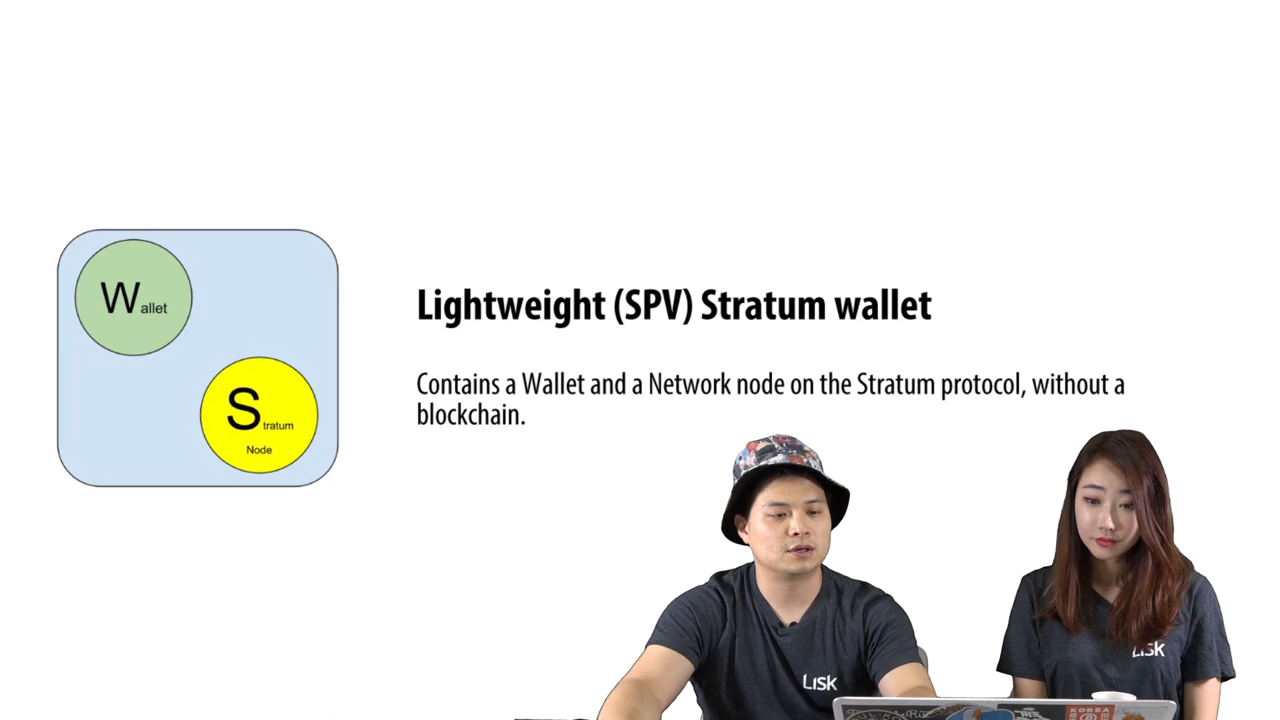 Wallet
Stratum
Node
Lightweight (SPV) Stratum wallet
Contains a Wallet and a Network node on the Stratum protocol, without a
blockchain.
Lisk
Lisk
KOREA